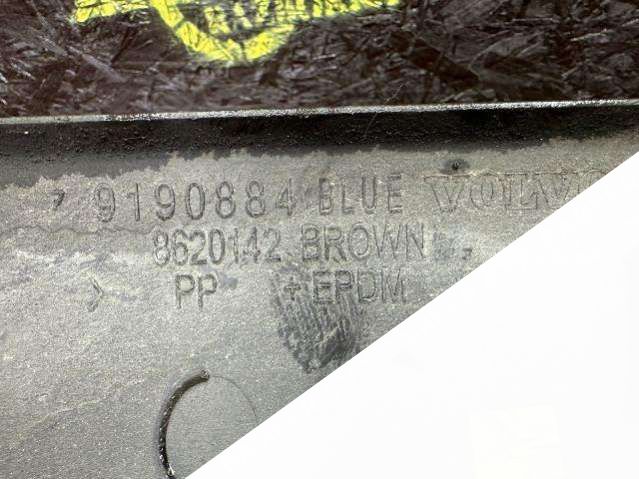 9190884 BLUE VOLVO
8620142 BROWN
> PP + EPDM